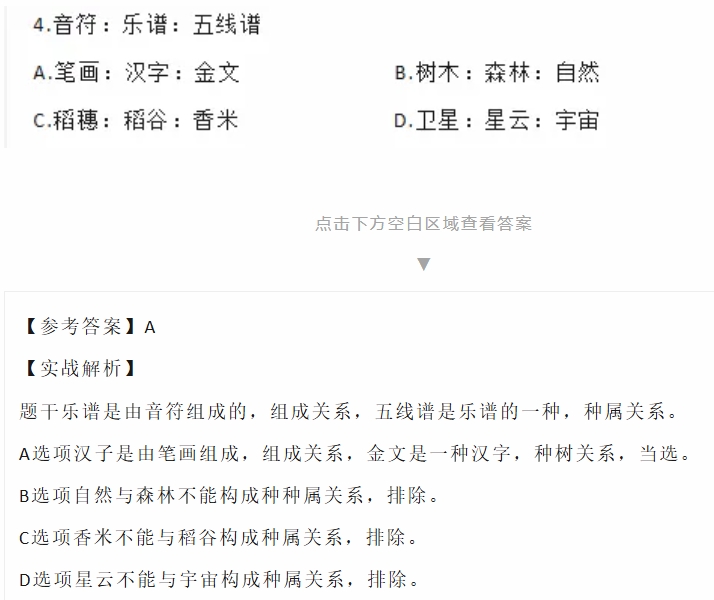 4.音符：乐谱：五线谱
A.笔画：汉字：金文
B.树木：森林：自然
C.稻穗：稻谷：香米
D.卫星：星云：宇宙
点击下方空白区域查看答案
▼
【参考答案】A
【实战解析】
题干乐谱是由音符组成的，组成关系，五线谱是乐谱的一种，种属关系。
A选项汉子是由笔画组成，组成关系，金文是一种汉字，种树关系，当选。
B选项自然与森林不能构成种种属关系，排除。
C选项香米不能与稻谷构成种属关系，排除。
D选项星云不能与宇宙构成种属关系，排除。